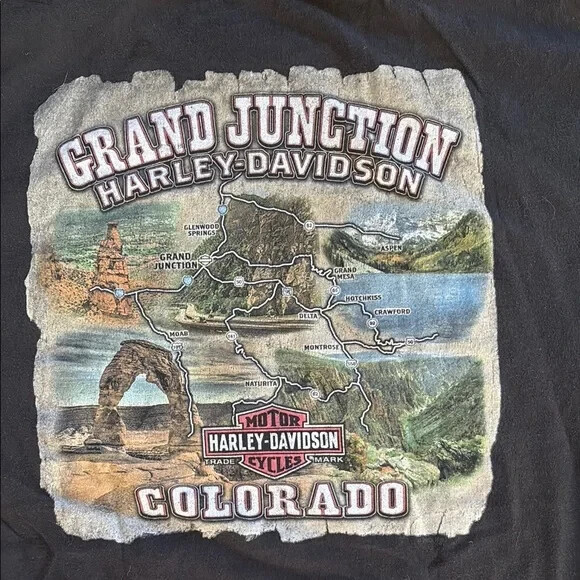 GRAND JUNCTION
HARLEY-DAVIDSON
GLENWOOD
SPRINGS
ASPEN
GRAND
JUNCTION
GRAND
MESA
HOTCHKISS
CRAWFORD
DELTA
MOAB
MONTROSE
NATURITA
MOTOR
HARLEY-DAVIDSON
TRADE MARK
CYCLES
COLORADO